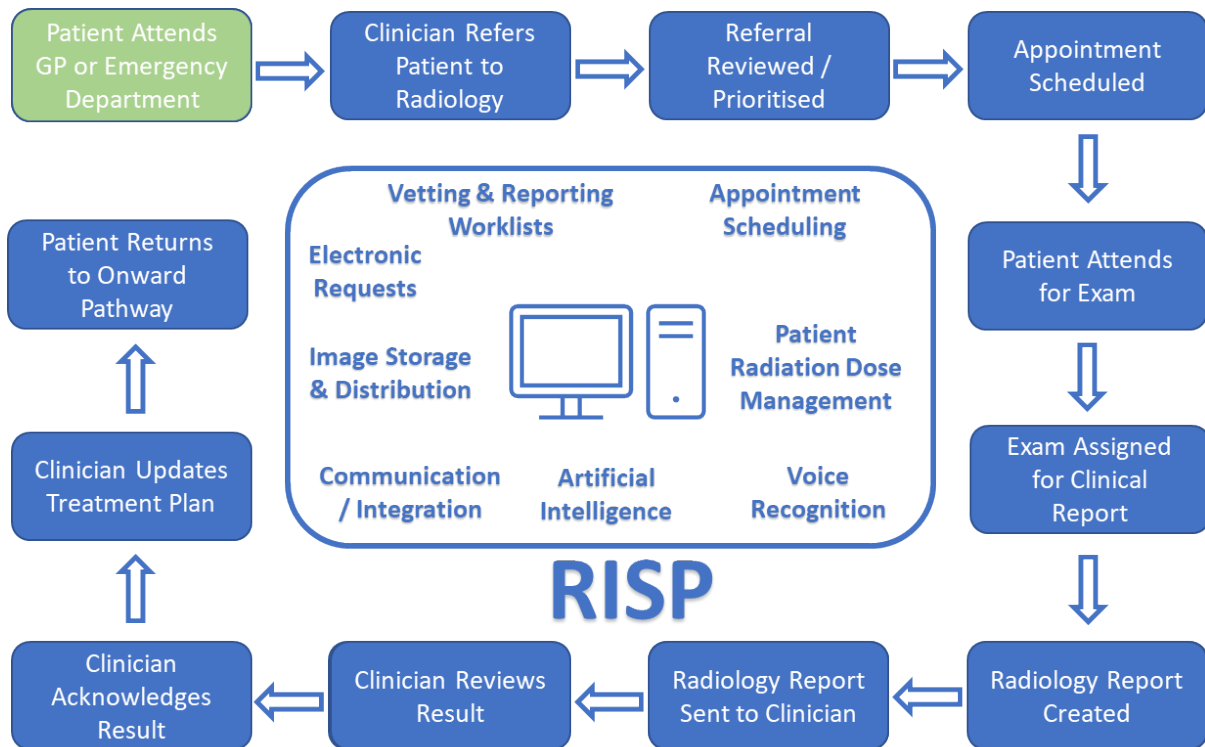 Patient Attends
GP or Emergency
Department
Clinician Refers
Patient to
Radiology
Referral
Reviewed /
Prioritised
Appointment
Scheduled
Patient Attends
for Exam
Exam Assigned
for Clinical
Report
Radiology Report
Created
Radiology Report
Sent to Clinician
Clinician Reviews
Result
Clinician
Acknowledges
Result
Clinician Updates
Treatment Plan
Patient Returns
to Onward
Pathway
Vetting & Reporting
Worklists
Appointment
Scheduling
Electronic
Requests
Image Storage
& Distribution
Patient
Radiation Dose
Management
Communication
/ Integration
Artificial
Intelligence
Voice
Recognition
RISP